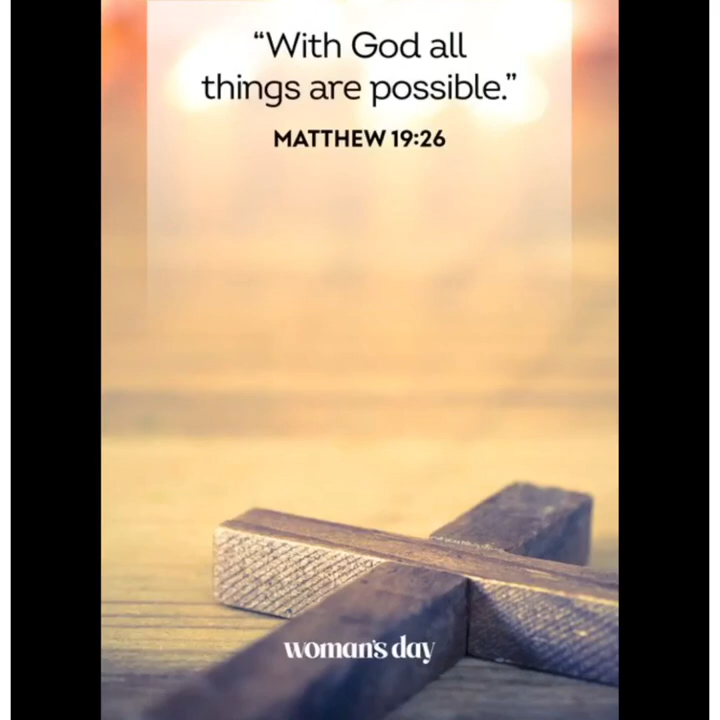 “With God all
things are possible.”
MATTHEW 19:26
woman's day